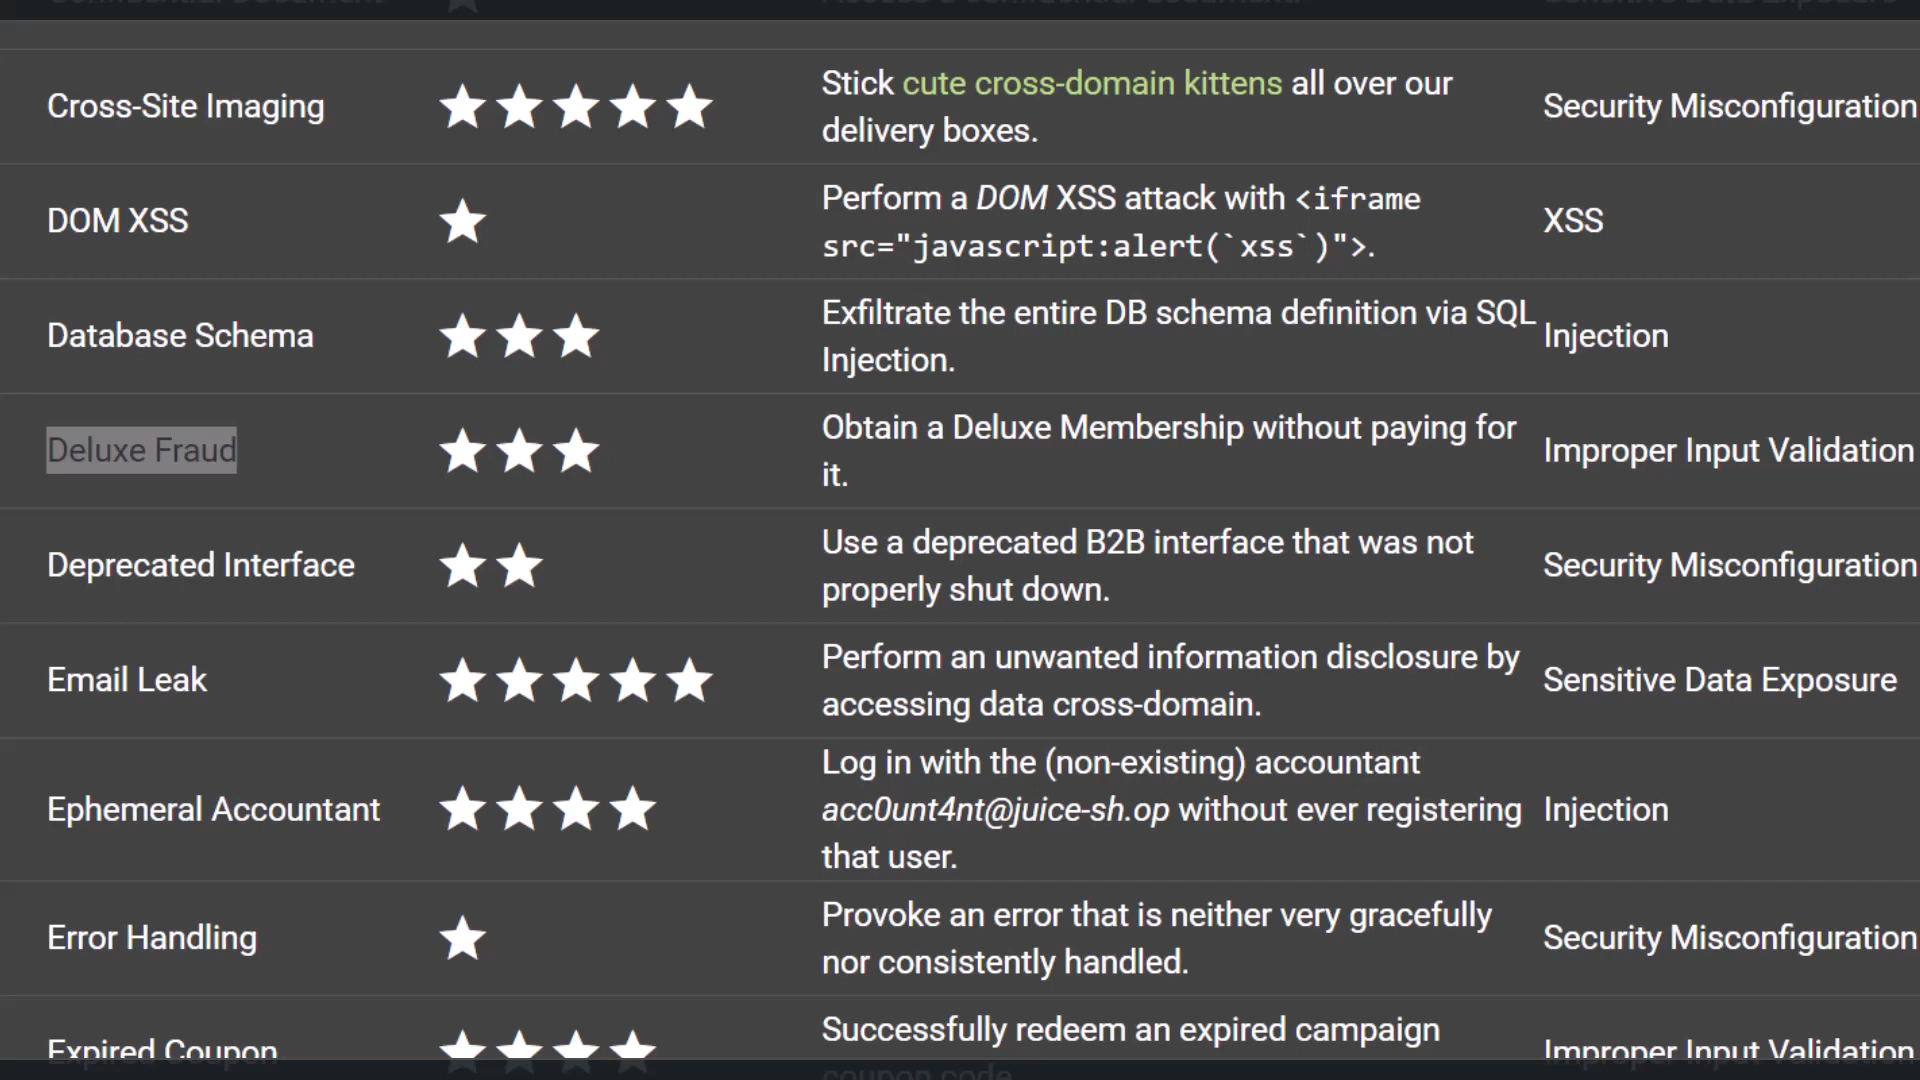 Cross-Site Imaging
Stick cute cross-domain kittens all over our
delivery boxes.
Security Misconfiguration
DOM XSS
Perform a DOM XSS attack with <iframe
src="javascript:alert(`xss`)">.
XSS
Database Schema
Exfiltrate the entire DB schema definition via SQL
Injection.
Injection
Deluxe Fraud
Obtain a Deluxe Membership without paying for
it.
Improper Input Validation
Deprecated Interface
Use a deprecated B2B interface that was not
properly shut down.
Security Misconfiguration
Email Leak
Perform an unwanted information disclosure by
accessing data cross-domain.
Sensitive Data Exposure
Ephemeral Accountant
Log in with the (non-existing) accountant
acc0unt4nt@juice-sh.op without ever registering
that user.
Injection
Error Handling
Provoke an error that is neither very gracefully
nor consistently handled.
Security Misconfiguration
Expired Coupon
Successfully redeem an expired campaign
coupon code.
Improper Input Validation